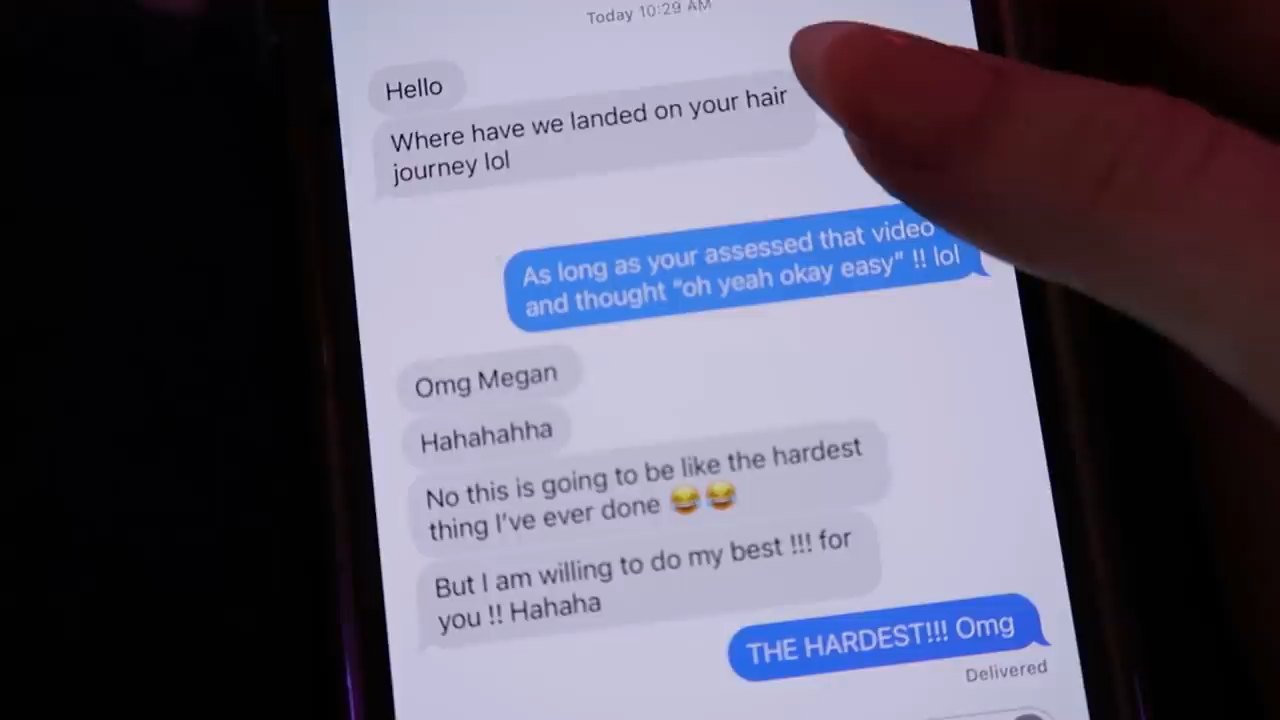 Today 10:29 AM
Hello
Where have we landed on your hair
journey lol
As long as your assessed that video
and thought "oh yeah okay easy" !! lol
Omg Megan
Hahahahha
No this is going to be like the hardest
thing I've ever done 😂😂
But I am willing to do my best !!! for
you !! Hahaha
THE HARDEST!!! Omg
Delivered